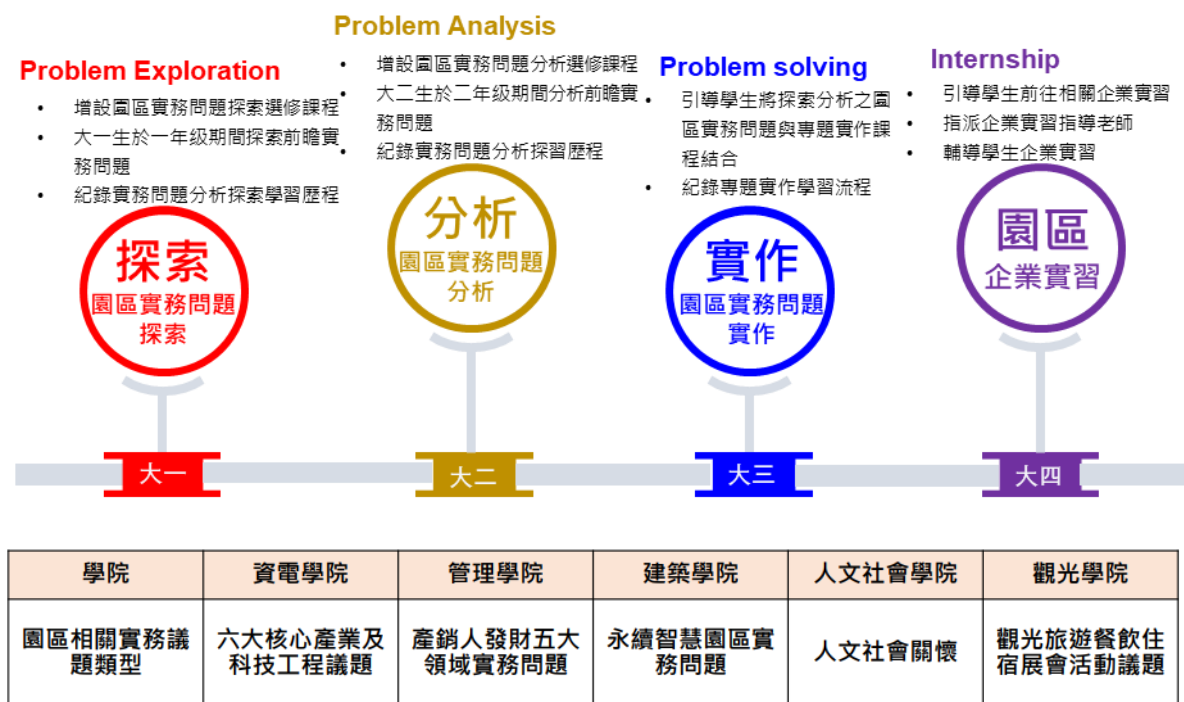 Problem Exploration
• 增設園區實務問題探索選修課程
• 大一生於一年级期間探索前瞻實
務問題
• 紀錄實務問題分析探索學習歷程
探索
園區實務問題
探索
大一
Problem Analysis
• 增設園區實務問題分析選修課程
• 大二生於二年級期間分析前瞻實
務問題
• 紀錄實務問題分析探習歷程
分析
園區實務問題
分析
大二
Problem solving
• 引導學生將探索分析之園
區實務問題與專題實作課
程結合
• 紀錄專題實作學習流程
實作
園區實務問題
實作
大三
Internship
• 引導學生前往相關企業實習
• 指派企業實習指導老師
• 輔導學生企業實習
園區
企業實習
大四
學院
資電學院
管理學院
建築學院
人文社會學院
觀光學院
園區相關實務議
題類型
六大核心產業及
科技工程議題
產銷人發財五大
領域實務問題
永續智慧園區實
務問題
人文社會關懷
觀光旅遊餐飲住
宿展會活動議題